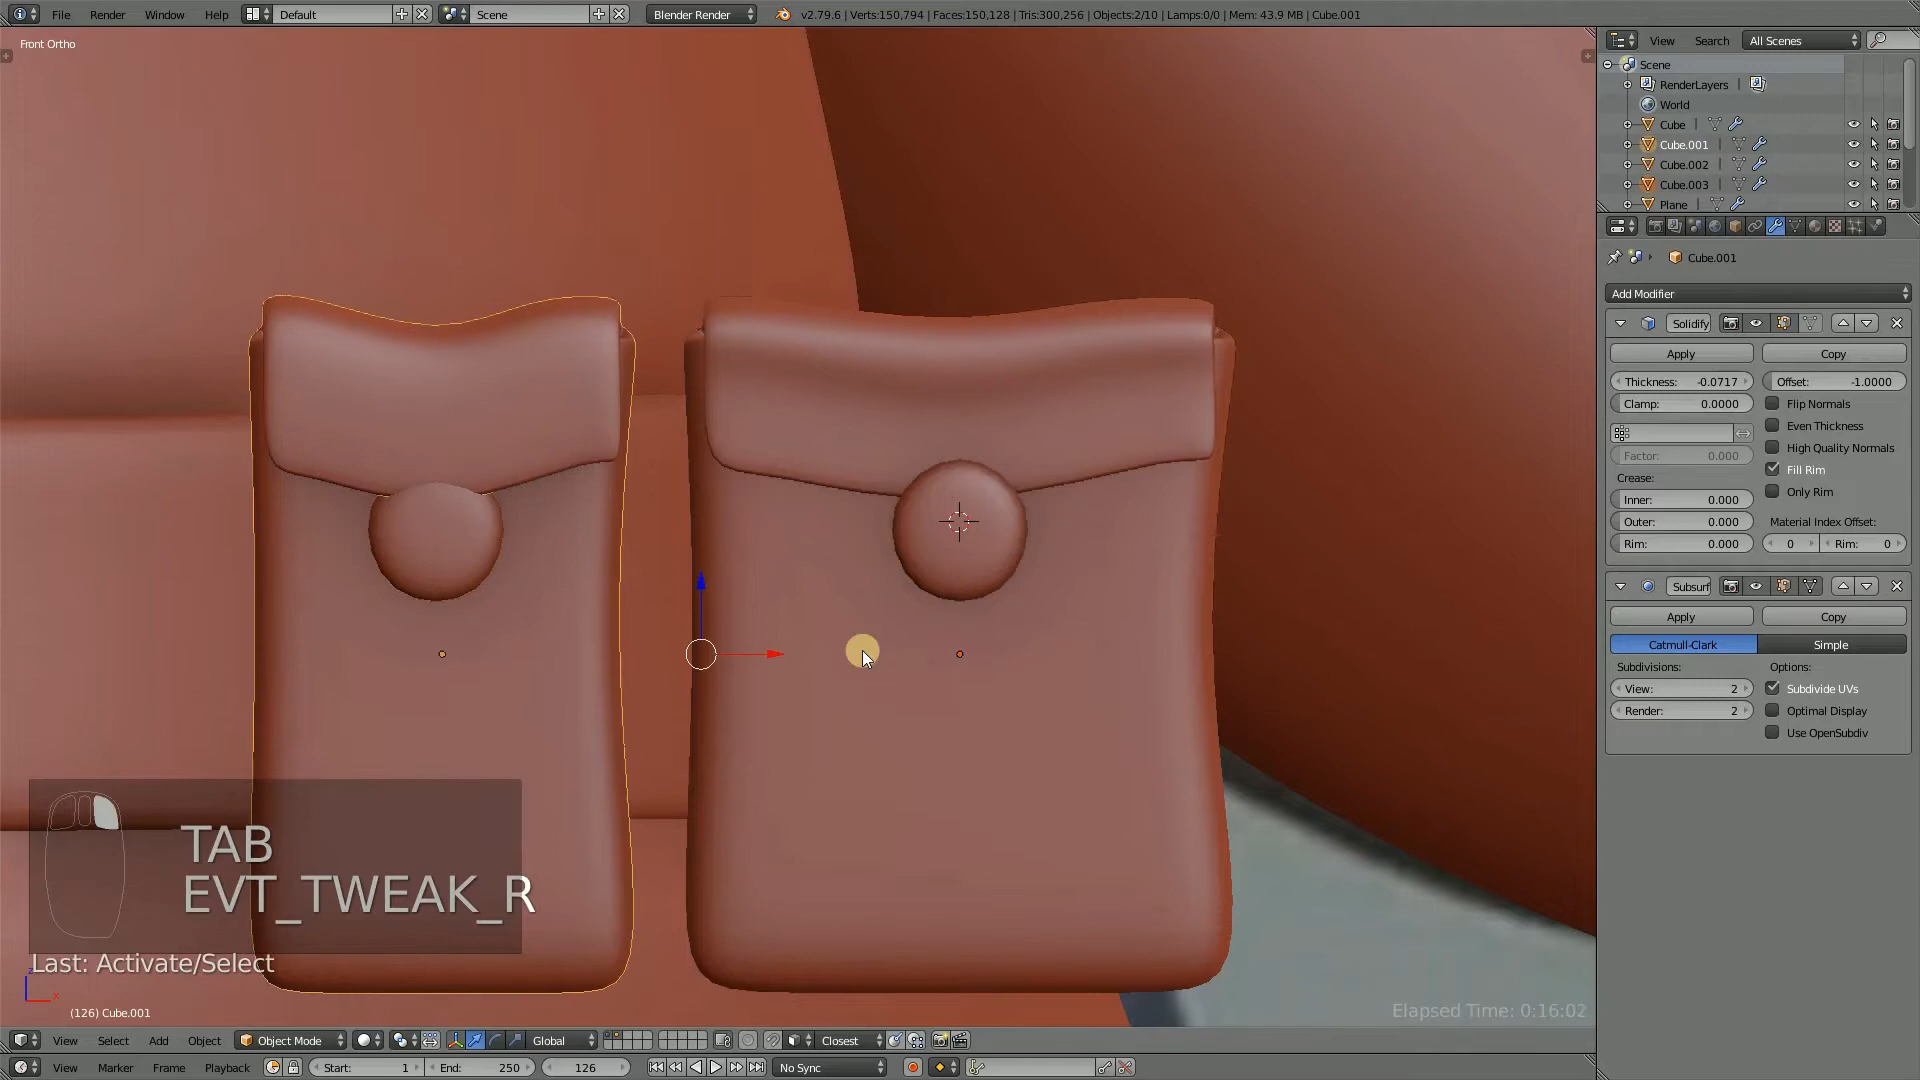 File Render Window Help Default Scene Blender Render v2.79.6 | Verts:150,794 | Faces:150,128 | Tris:300,256 | Objects:2/10 | Lamps:0/0 | Mem: 43.9 MB | Cube.001
Front Ortho
View Search All Scenes
Scene
RenderLayers
World
Cube
Cube.001
Cube.002
Cube.003
Plane
Cube.001
Add Modifier
Solidify
Apply Copy
Thickness: -0.0717 Offset: -1.0000
Clamp: 0.0000 Flip Normals
Even Thickness
High Quality Normals
Factor: 0.000
Fill Rim
Crease:
Only Rim
Inner: 0.000
Outer: 0.000 Material Index Offset:
Rim: 0.000 0 Rim: 0
Subsurf
Apply Copy
Catmull-Clark Simple
Subdivisions: Options:
View: 2 Subdivide UVs
Render: 2 Optimal Display
Use OpenSubdiv
TAB
EVT_TWEAK_R
Last: Activate/Select
x
(126) Cube.001
Elapsed Time: 0:16:02
View Select Add Object Object Mode Global Closest
View Marker Frame Playback Start: 1 End: 250 126 No Sync